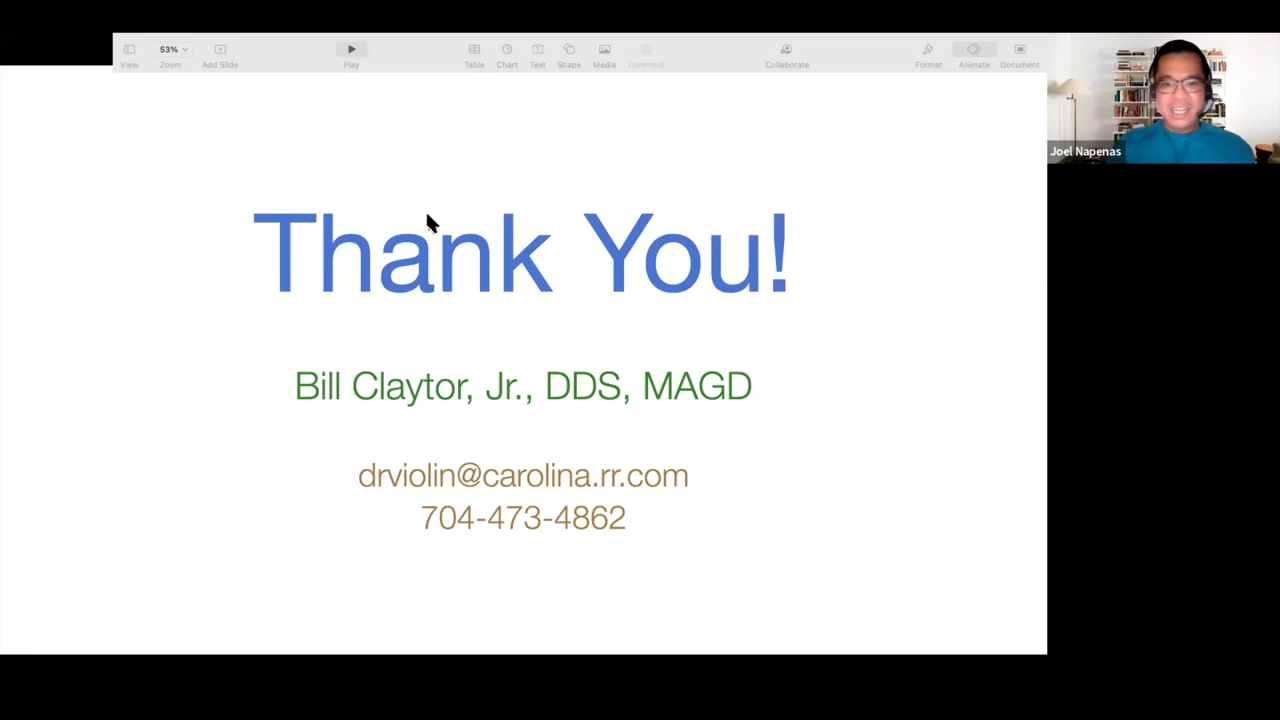 53%
View
Zoom
Add Slide
Play
Table
Chart
Text
Shape
Media
Comment
Collaborate
Format
Animate
Document
Joel Napenas
Thank You!
Bill Claytor, Jr., DDS, MAGD
drviolin@carolina.rr.com
704-473-4862